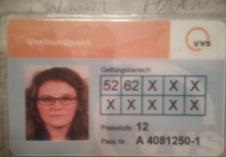 Verbundpass
vvs
Geltungsbereich
52 62 X X X
X X X X X
Preisstufe: 12
Pass Nr.: A 4081250-1